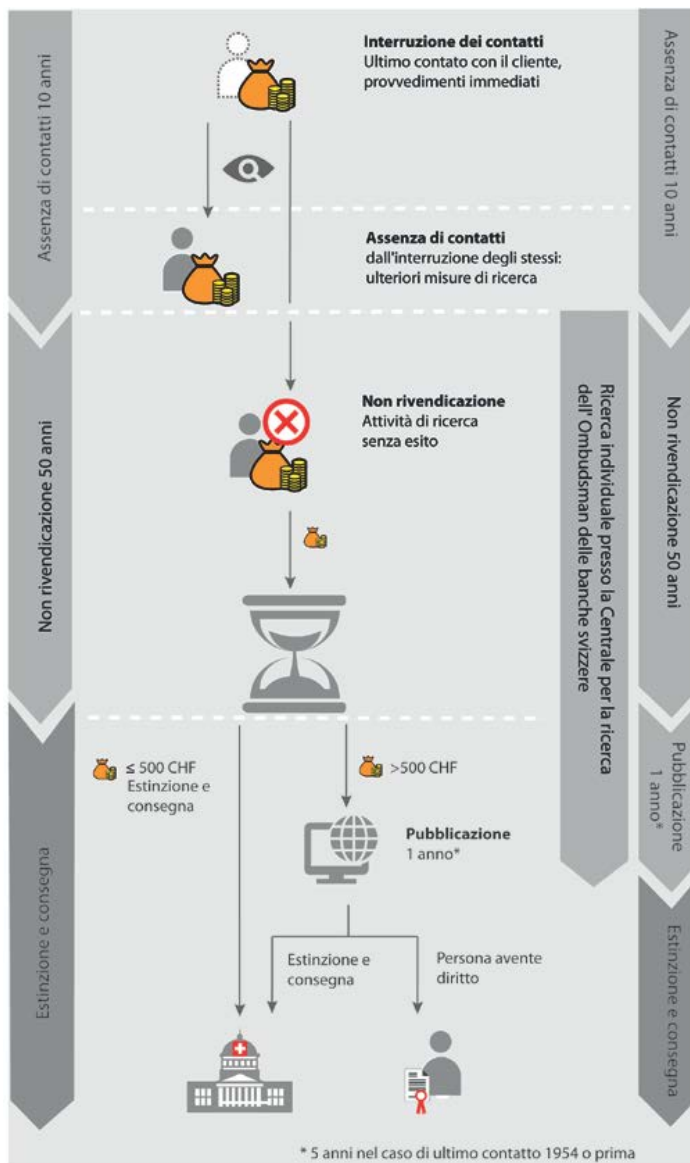 Assenza di contatti 10 anni
Non rivendicazione 50 anni
Estinzione e consegna
Interruzione dei contatti
Ultimo contato con il cliente,
provvedimenti immediati
Assenza di contatti
dall'interruzione degli stessi:
ulteriori misure di ricerca
Non rivendicazione
Attività di ricerca
senza esito
≤ 500 CHF
Estinzione e
consegna
>500 CHF
Pubblicazione
1 anno*
Estinzione e
consegna
Persona avente
diritto
Ricerca individuale presso la Centrale per la ricerca
dell' Ombudsman delle banche svizzere
Assenza di contatti 10 anni
Non rivendicazione 50 anni
Pubblicazione
1 anno*
Estinzione e consegna
* 5 anni nel caso di ultimo contatto 1954 o prima